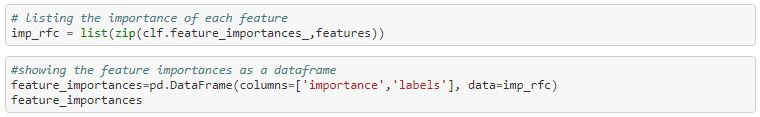 # listing the importance of each feature
imp_rfc = list(zip(clf.feature_importances_,features))
#showing the feature importances as a dataframe
feature_importances=pd.DataFrame(columns=['importance','labels'], data=imp_rfc)
feature_importances